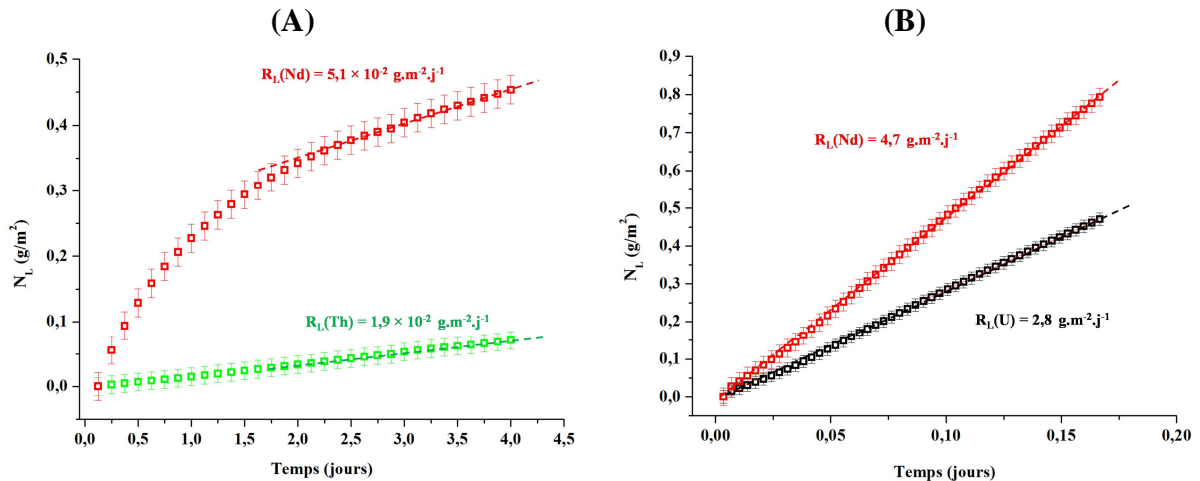 (A)
0,5
0,4
0,3
0,2
0,1
0,0
N_L (g/m²)
R_L(Nd) = 5,1 × 10⁻² g.m⁻².j⁻¹
R_L(Th) = 1,9 × 10⁻² g.m⁻².j⁻¹
0,0 0,5 1,0 1,5 2,0 2,5 3,0 3,5 4,0 4,5
Temps (jours)
(B)
0,9
0,8
0,7
0,6
0,5
0,4
0,3
0,2
0,1
0,0
N_L (g/m²)
R_L(Nd) = 4,7 g.m⁻².j⁻¹
R_L(U) = 2,8 g.m⁻².j⁻¹
0,00 0,05 0,10 0,15 0,20
Temps (jours)